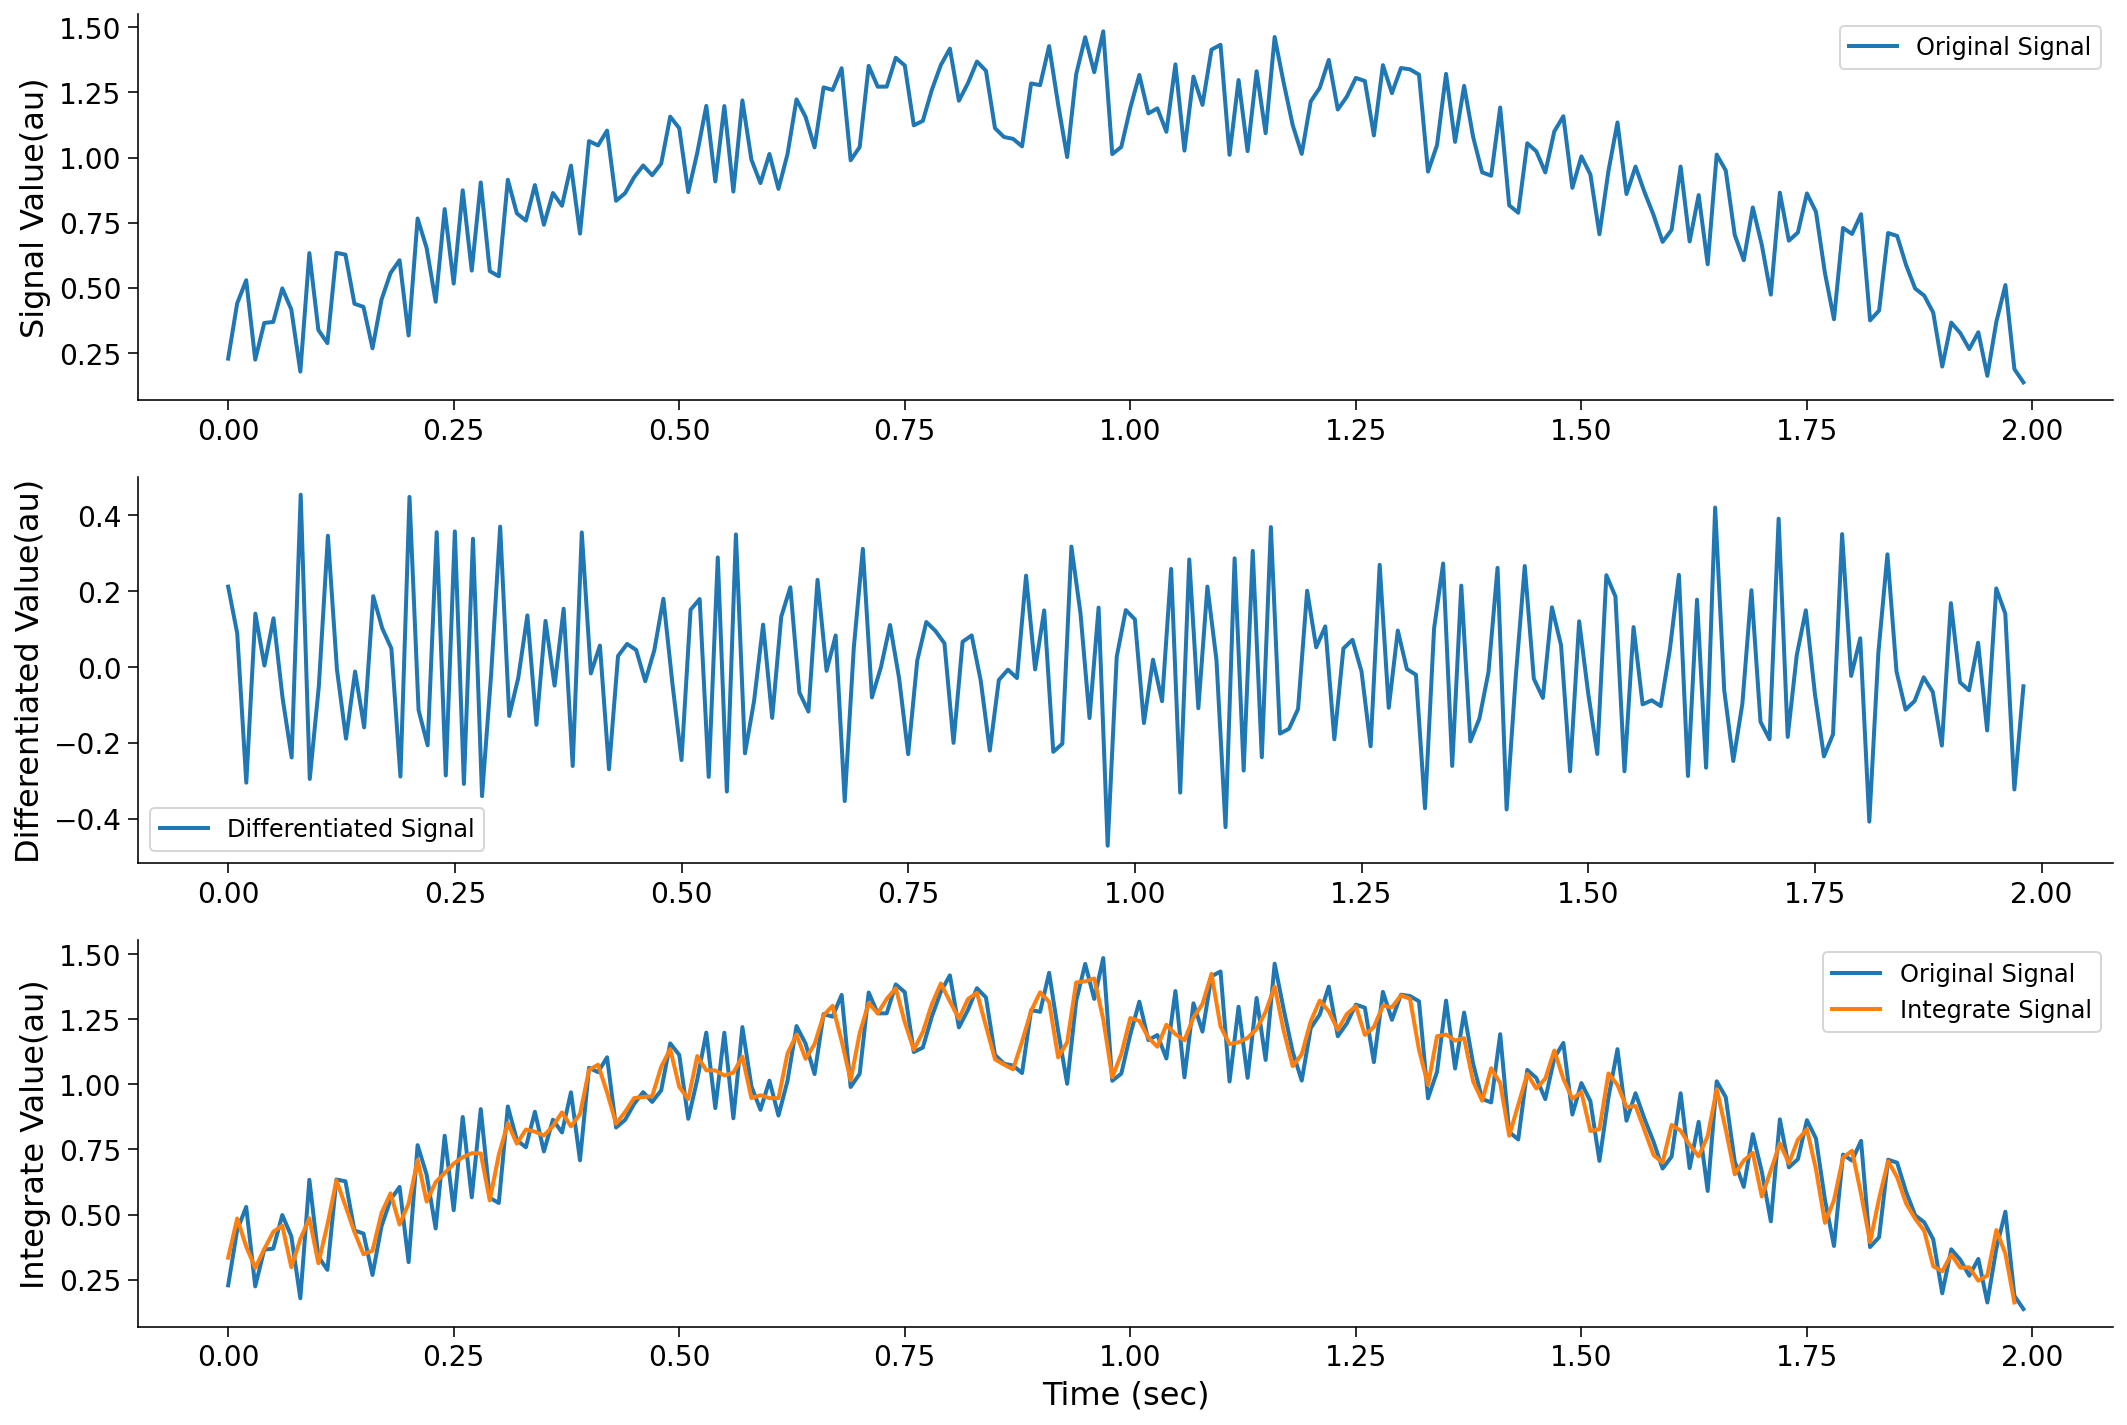 Signal Value(au)
1.50
1.25
1.00
0.75
0.50
0.25
Original Signal
0.00 0.25 0.50 0.75 1.00 1.25 1.50 1.75 2.00
Differentiated Value(au)
0.4
0.2
0.0
−0.2
−0.4
Differentiated Signal
0.00 0.25 0.50 0.75 1.00 1.25 1.50 1.75 2.00
Integrate Value(au)
1.50
1.25
1.00
0.75
0.50
0.25
Original Signal
Integrate Signal
0.00 0.25 0.50 0.75 1.00 1.25 1.50 1.75 2.00
Time (sec)